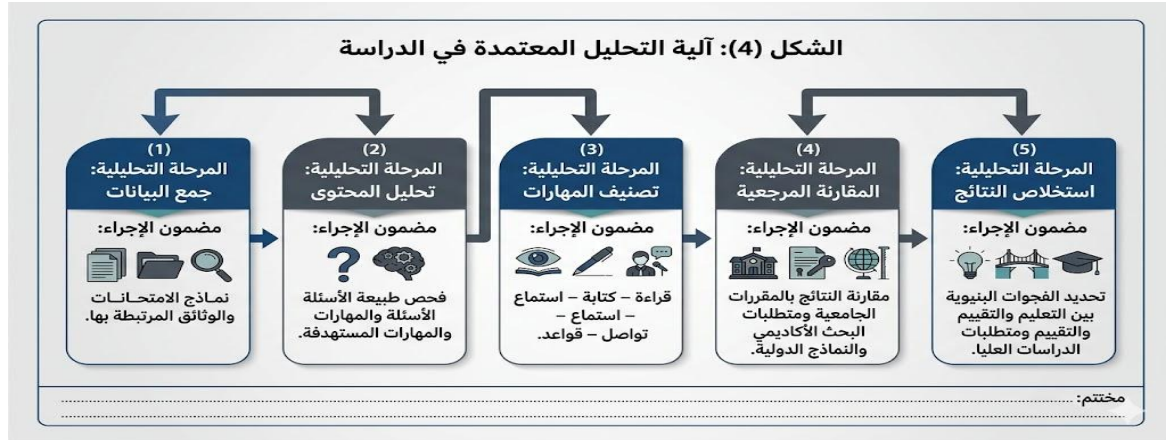 الشكل (4): آلية التحليل المعتمدة في الدراسة
(1)
المرحلة التحليلية:
جمع البيانات
مضمون الإجراء:
نماذج الامتحانات
والوثائق المرتبطة بها.
(2)
المرحلة التحليلية:
تحليل المحتوى
مضمون الإجراء:
?
فحص طبيعة الأسئلة
الأسئلة والمهارات
والمهارات المستهدفة.
(3)
المرحلة التحليلية:
تصنيف المهارات
مضمون الإجراء:
قراءة – كتابة – استماع
– استماع –
تواصل – قواعد.
(4)
المرحلة التحليلية:
المقارنة المرجعية
مضمون الإجراء:
مقارنة النتائج بالمقررات
الجامعية ومتطلبات
البحث الأكاديمي
والنماذج الدولية.
(5)
المرحلة التحليلية:
استخلاص النتائج
مضمون الإجراء:
تحديد الفجوات البنيوية
بين التعليم والتقييم
والتقييم ومتطلبات
الدراسات العليا.
مختتم: